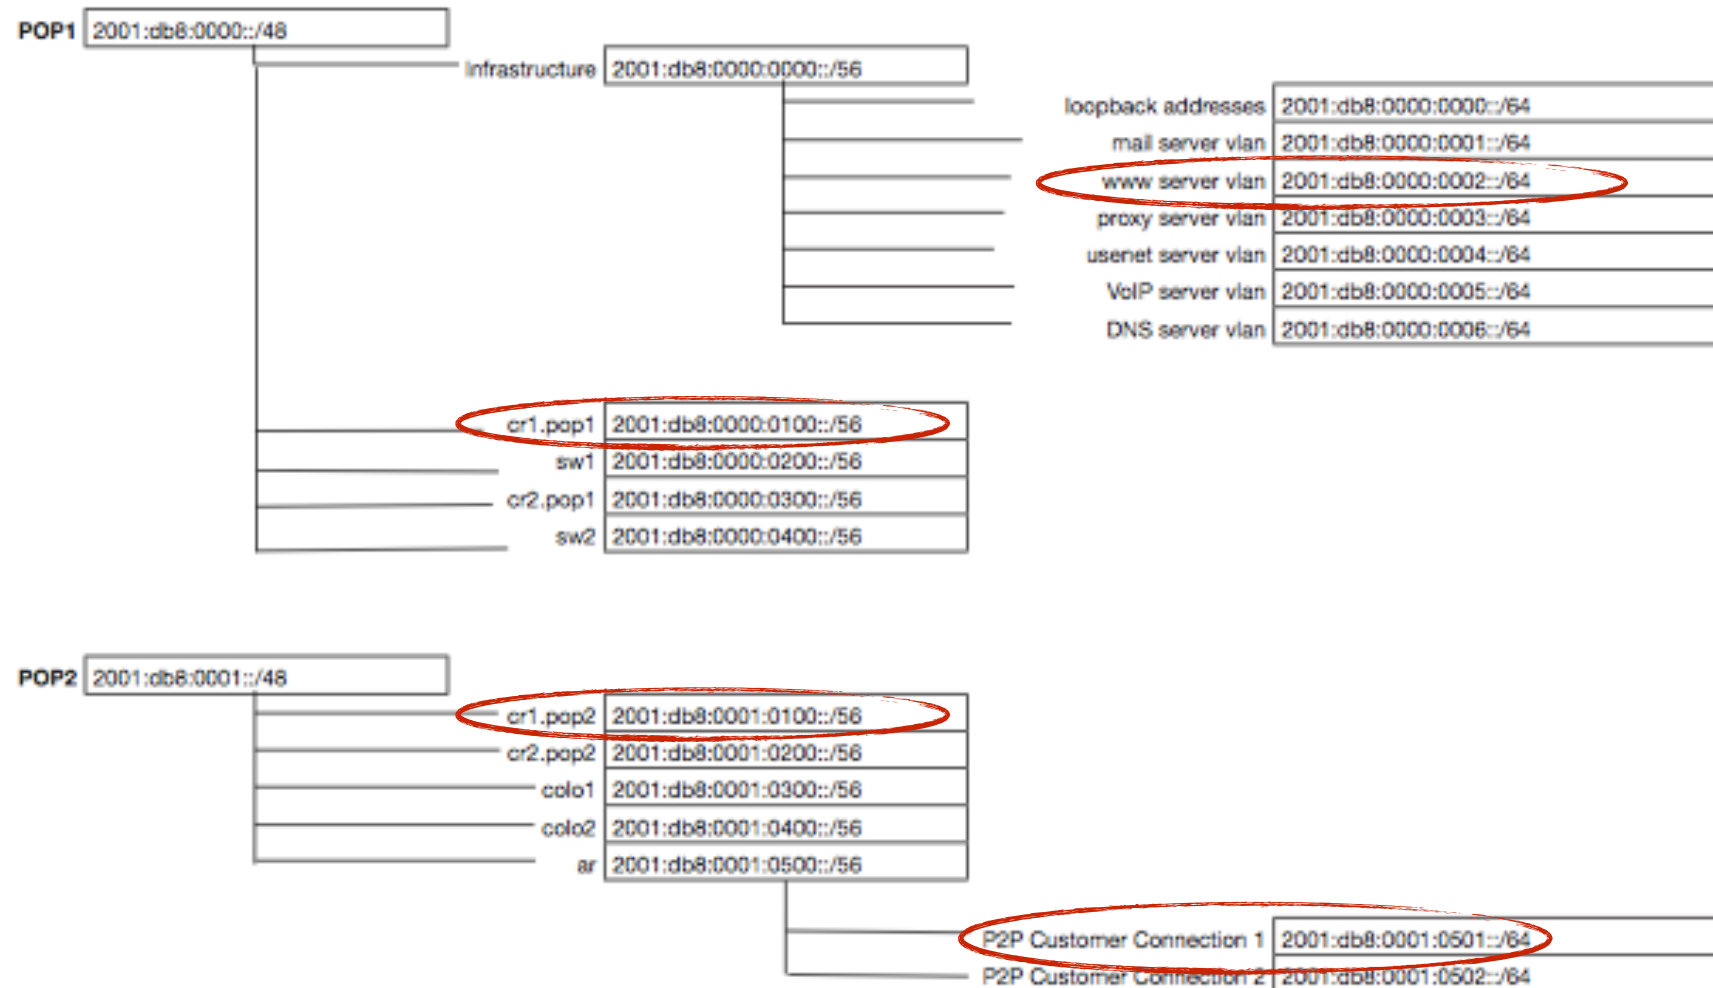 POP1 2001:db8:0000::/48
Infrastructure 2001:db8:0000:0000::/56
loopback addresses 2001:db8:0000:0000::/64
mail server vlan 2001:db8:0000:0001::/64
www server vlan 2001:db8:0000:0002::/64
proxy server vlan 2001:db8:0000:0003::/64
usenet server vlan 2001:db8:0000:0004::/64
VoIP server vlan 2001:db8:0000:0005::/64
DNS server vlan 2001:db8:0000:0006::/64
cr1.pop1 2001:db8:0000:0100::/56
sw1 2001:db8:0000:0200::/56
cr2.pop1 2001:db8:0000:0300::/56
sw2 2001:db8:0000:0400::/56
POP2 2001:db8:0001::/48
cr1.pop2 2001:db8:0001:0100::/56
cr2.pop2 2001:db8:0001:0200::/56
colo1 2001:db8:0001:0300::/56
colo2 2001:db8:0001:0400::/56
ar 2001:db8:0001:0500::/56
P2P Customer Connection 1 2001:db8:0001:0501::/64
P2P Customer Connection 2 2001:db8:0001:0502::/64